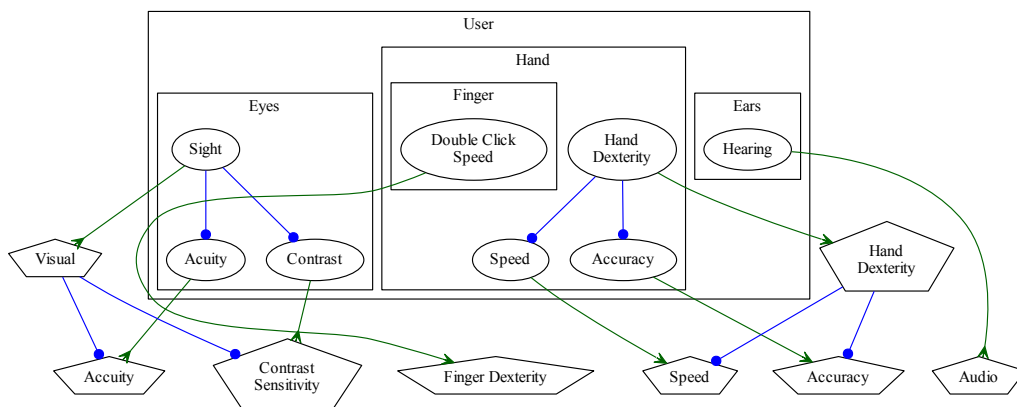 User
Hand
Finger
Eyes
Ears
Sight
Double Click
Speed
Hand
Dexterity
Hearing
Visual
Acuity
Contrast
Speed
Accuracy
Hand
Dexterity
Accuity
Contrast
Sensitivity
Finger Dexterity
Speed
Accuracy
Audio